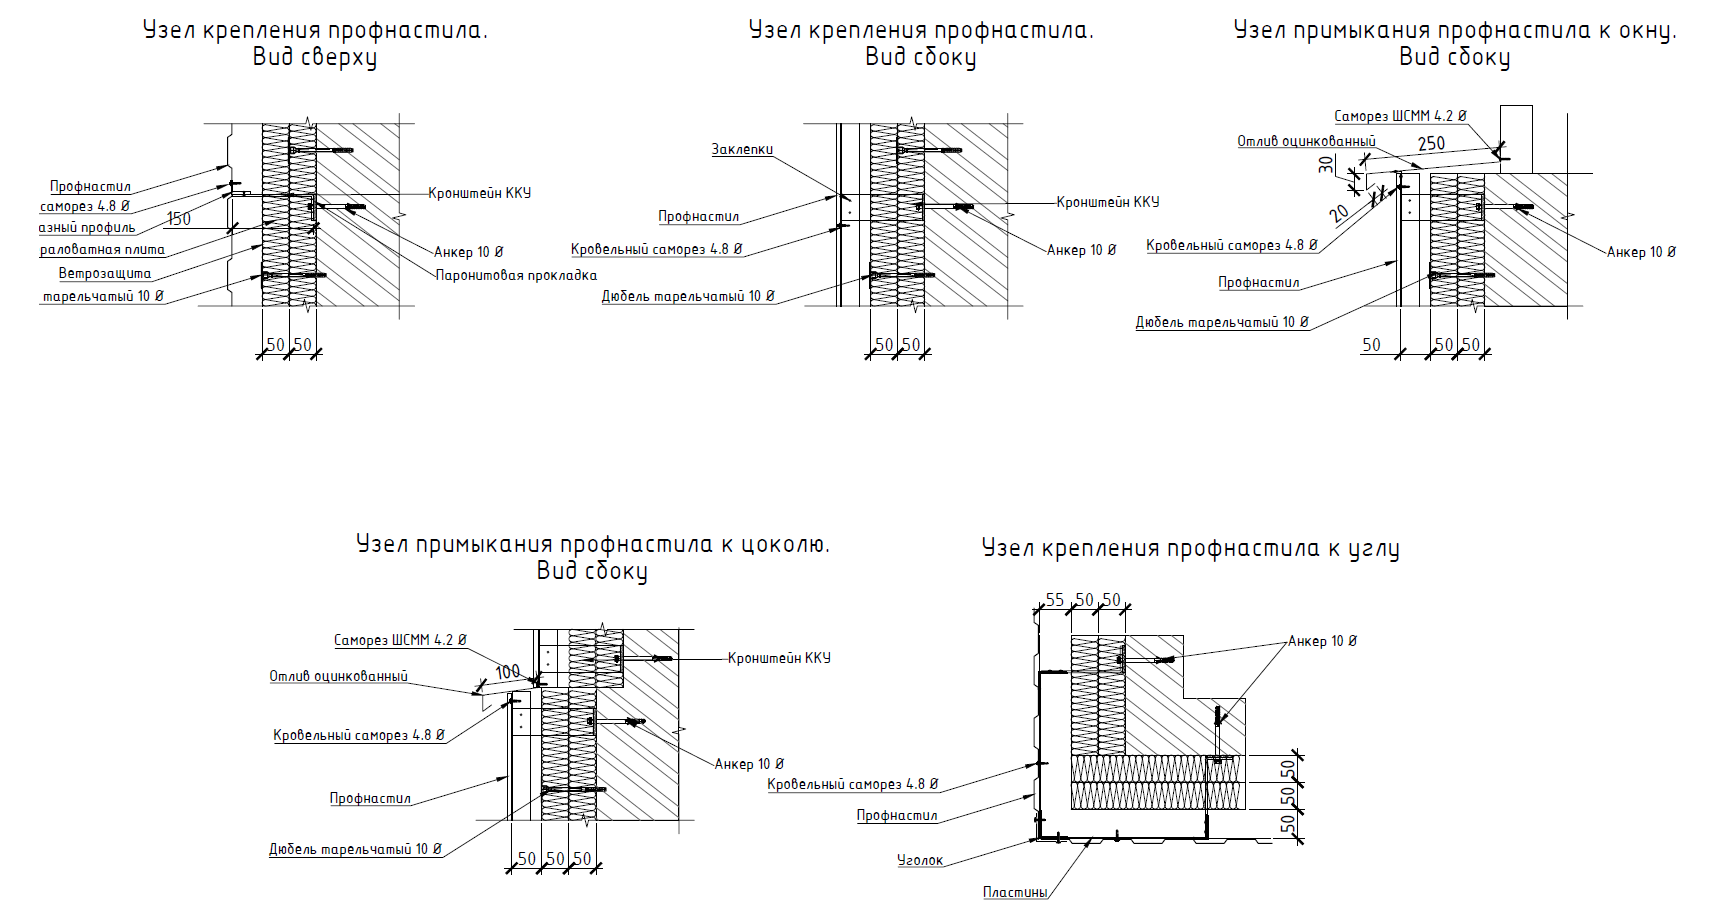 Узел крепления профнастила.
Вид сверху
Профнастил
саморез 4.8 Ø
150
азный профиль
раловатная плита
Ветрозащита
тарельчатый 10 Ø
Кронштейн ККУ
Анкер 10 Ø
Паронитовая прокладка
50 50
Узел крепления профнастила.
Вид сбоку
Заклепки
Профнастил
Кровельный саморез 4.8 Ø
Дюбель тарельчатый 10 Ø
Кронштейн ККУ
Анкер 10 Ø
50 50
Узел примыкания профнастила к окну.
Вид сбоку
Саморез ШСММ 4.2 Ø
Отлив оцинкованный
250
30
20
Кровельный саморез 4.8 Ø
Профнастил
Дюбель тарельчатый 10 Ø
Анкер 10 Ø
50 50 50
Узел примыкания профнастила к цоколю.
Вид сбоку
Саморез ШСММ 4.2 Ø
Отлив оцинкованный
100
Кровельный саморез 4.8 Ø
Профнастил
Дюбель тарельчатый 10 Ø
Кронштейн ККУ
Анкер 10 Ø
50 50 50
Узел крепления профнастила к углу
55 50 50
Анкер 10 Ø
Кровельный саморез 4.8 Ø
Профнастил
Уголок
Пластины
50
50
50